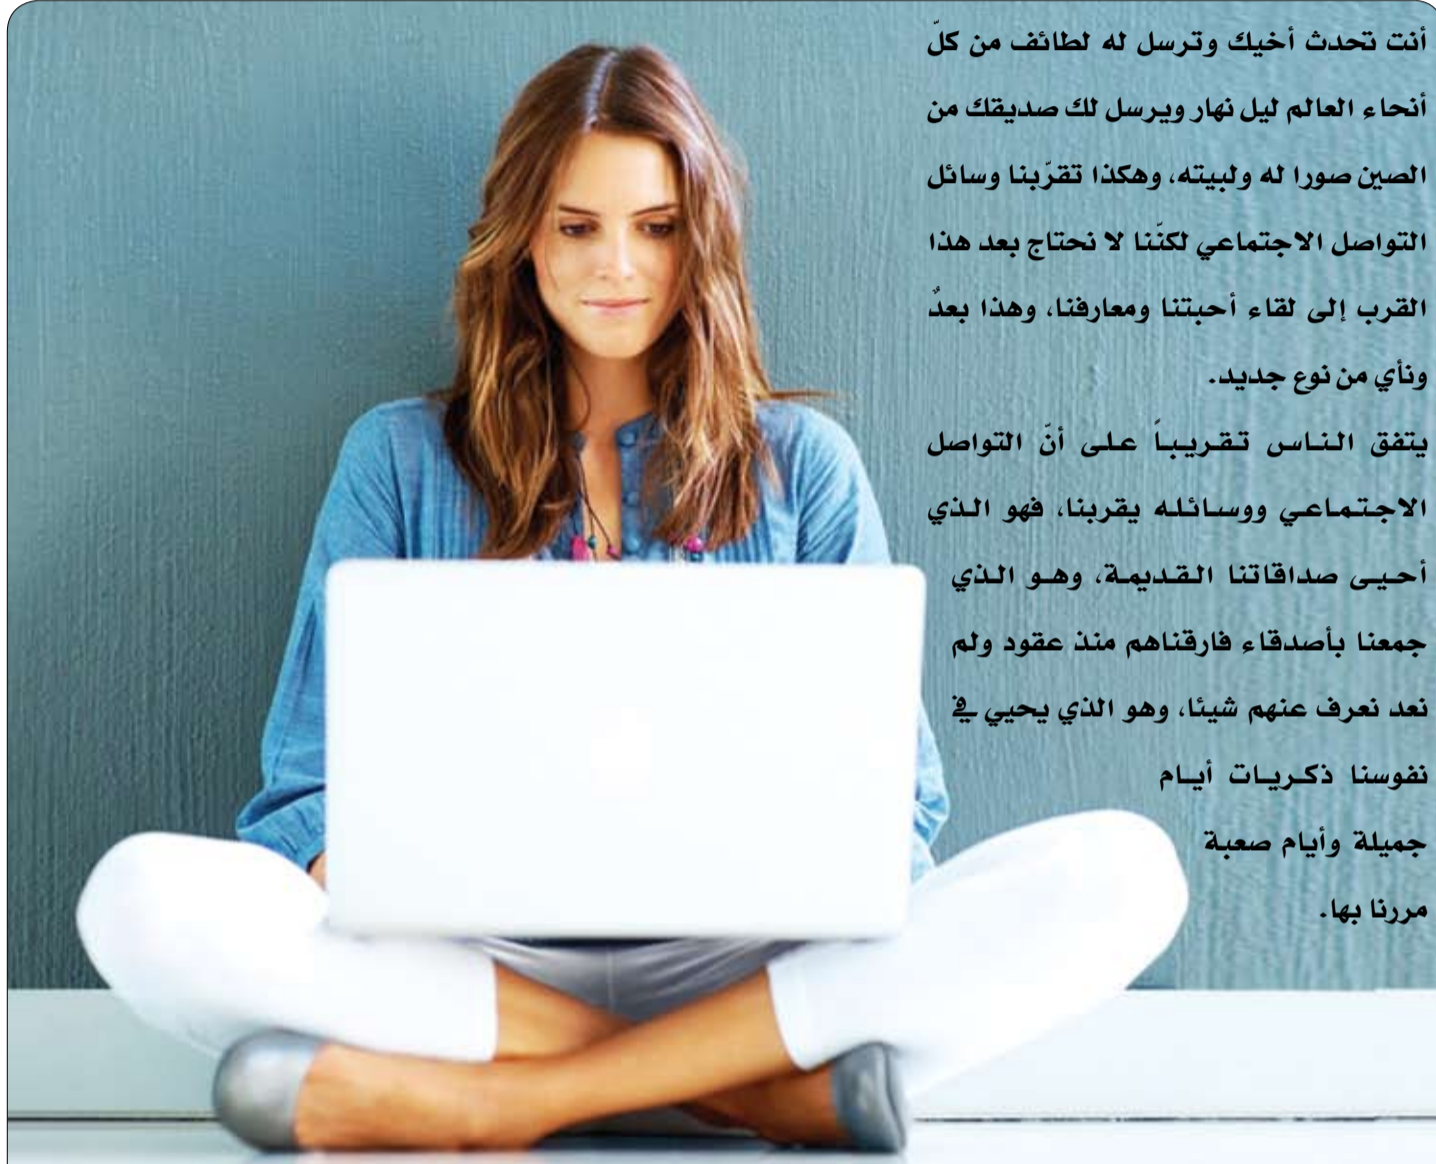 أنت تحدث أخيك وترسل له لطائف من كلّ
أنحاء العالم ليل نهار ويرسل لك صديقك من
الصين صورا له ولبيته، وهكذا تقرّبنا وسائل
التواصل الاجتماعي لكنّنا لا نحتاج بعد هذا
القرب إلى لقاء أحبتنا ومعارفنا، وهذا بعدٌ
ونأي من نوع جديد.
يتفق الناس تقريباً على أنّ التواصل
الاجتماعي ووسائله يقربنا، فهو الذي
أحيى صداقاتنا القديمة، وهو الذي
جمعنا بأصدقاء فارقناهم منذ عقود ولم
نعد نعرف عنهم شيئا، وهو الذي يحيي في
نفوسنا ذكريات أيام
جميلة وأيام صعبة
مررنا بها.